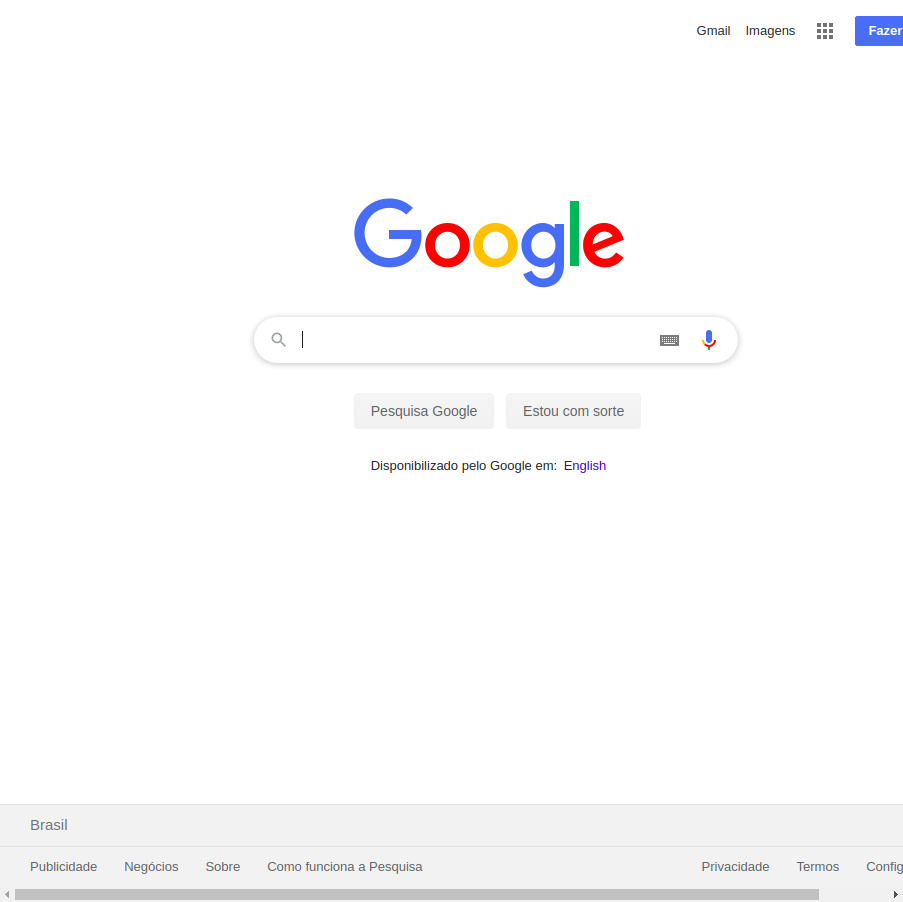 Gmail Imagens Fazer
Google
Pesquisa Google Estou com sorte
Disponibilizado pelo Google em: English
Brasil
Publicidade Negócios Sobre Como funciona a Pesquisa Privacidade Termos Config